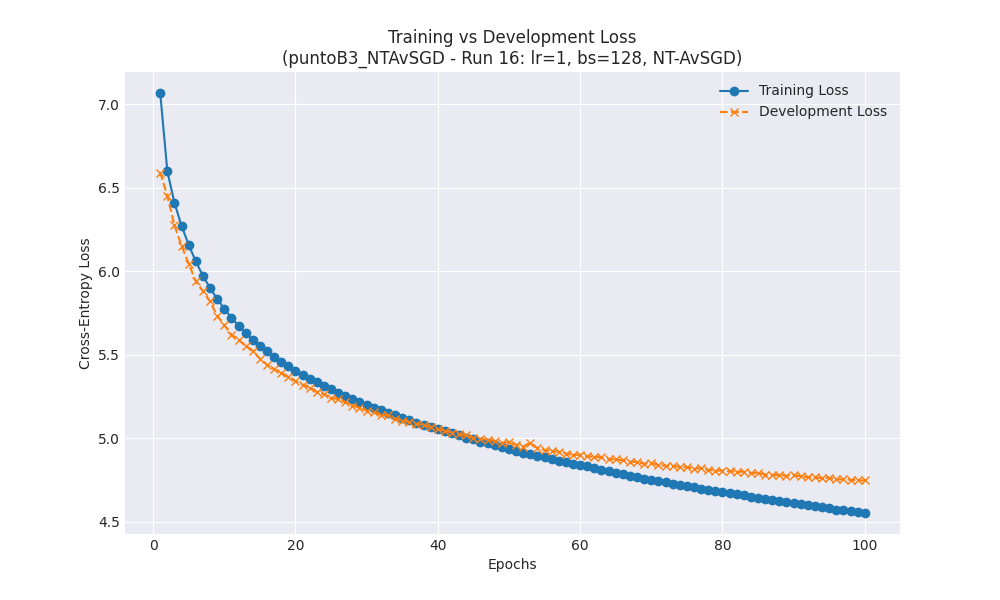 Training vs Development Loss
(puntoB3_NTAvSGD - Run 16: lr=1, bs=128, NT-AvSGD)
Training Loss
Development Loss
Cross-Entropy Loss
7.0
6.5
6.0
5.5
5.0
4.5
0 20 40 60 80 100
Epochs